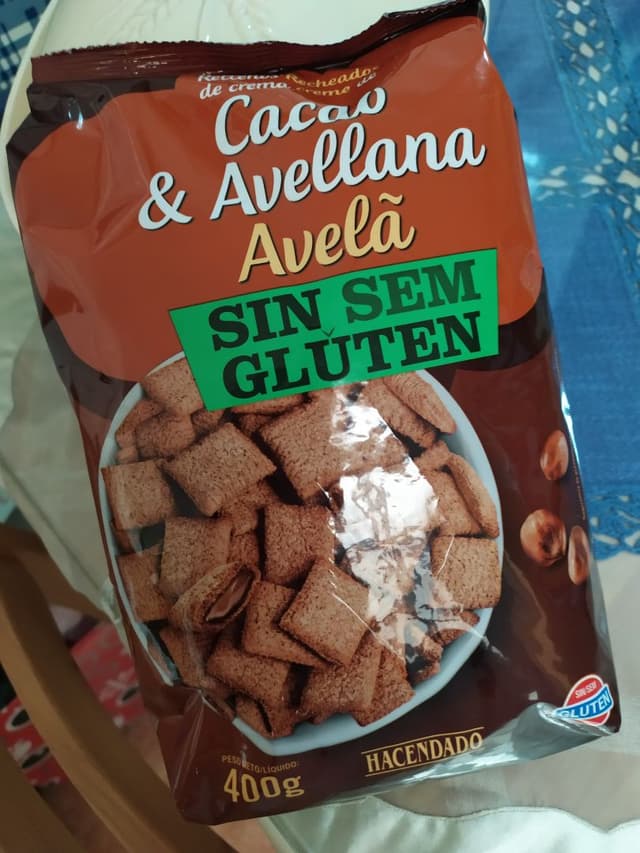 Rellenos Recheados
de crema creme de
Cacao
& Avellana
Avelã
SIN SEM
GLUTEN
PESO NETO/LÍQUIDO:
400g
HACENDADO
SIN·SEM
GLUTEN